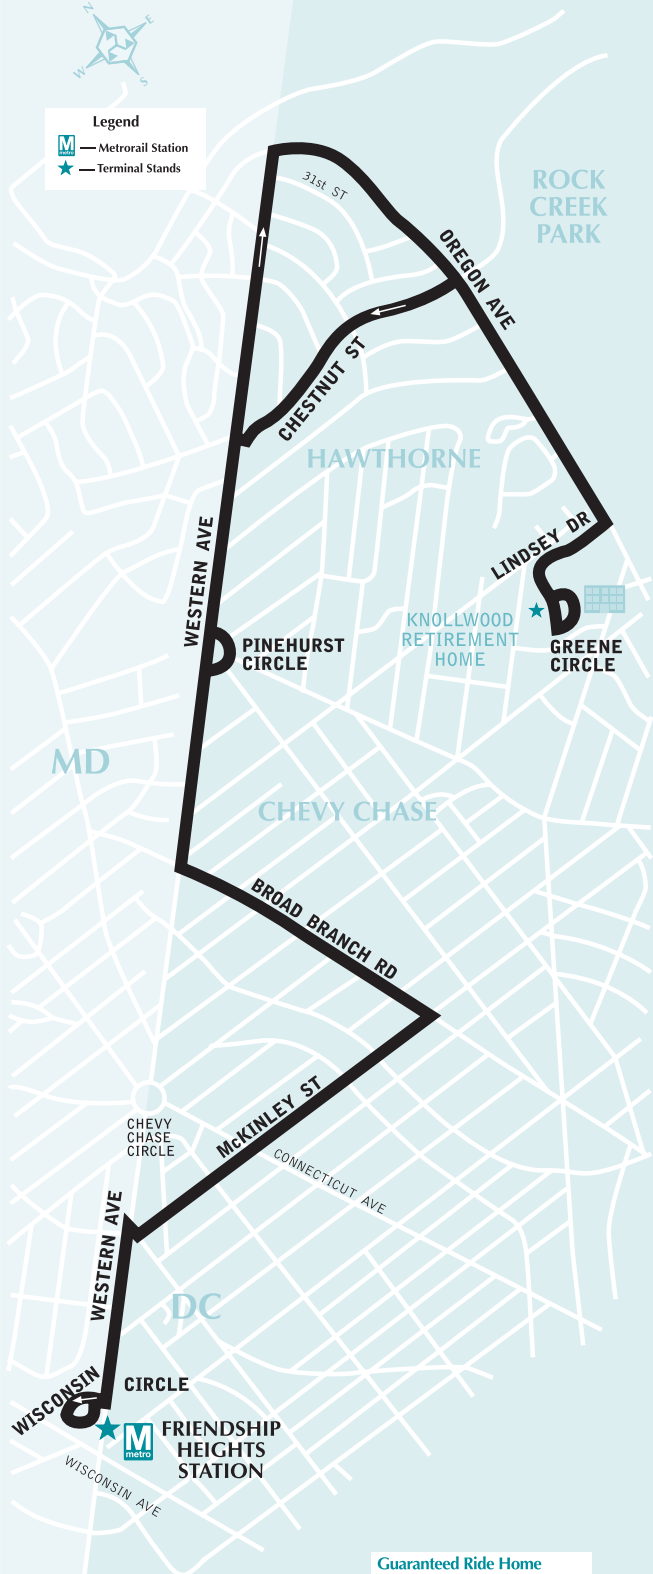 N
E
W
S
Legend
M
metro
Metrorail Station
Terminal Stands
31st ST
ROCK
CREEK
PARK
OREGON AVE
CHESTNUT ST
HAWTHORNE
WESTERN AVE
LINDSEY DR
KNOLLWOOD
RETIREMENT
HOME
GREENE
CIRCLE
PINEHURST
CIRCLE
MD
CHEVY CHASE
BROAD BRANCH RD
McKINLEY ST
CHEVY
CHASE
CIRCLE
CONNECTICUT AVE
WESTERN AVE
DC
WISCONSIN
CIRCLE
M
metro
FRIENDSHIP
HEIGHTS
STATION
WISCONSIN AVE
Guaranteed Ride Home